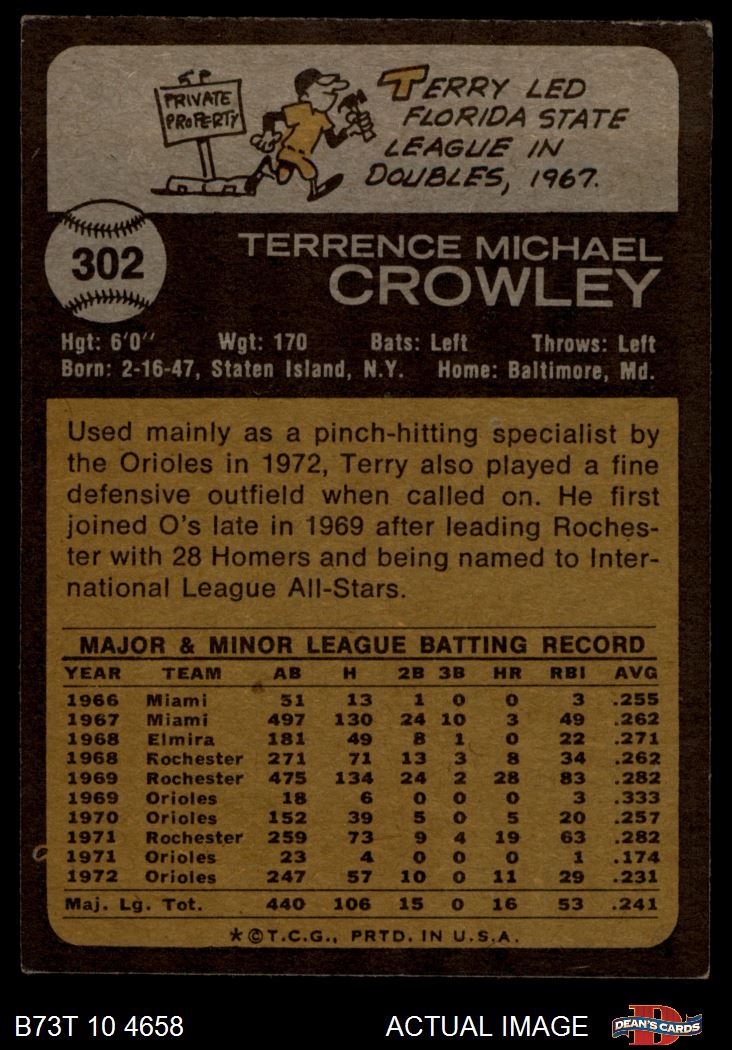 PRIVATE
PROPERTY
TERRY LED
FLORIDA STATE
LEAGUE IN
DOUBLES, 1967.
302
TERRENCE MICHAEL
CROWLEY
Hgt: 6'0" Wgt: 170 Bats: Left Throws: Left
Born: 2-16-47, Staten Island, N.Y. Home: Baltimore, Md.
Used mainly as a pinch-hitting specialist by
the Orioles in 1972, Terry also played a fine
defensive outfield when called on. He first
joined O's late in 1969 after leading Roches-
ter with 28 Homers and being named to Inter-
national League All-Stars.
MAJOR & MINOR LEAGUE BATTING RECORD
YEAR TEAM AB H 2B 3B HR RBI AVG
1966 Miami 51 13 1 0 0 3 .255
1967 Miami 497 130 24 10 3 49 .262
1968 Elmira 181 49 8 1 0 22 .271
1968 Rochester 271 71 13 3 8 34 .262
1969 Rochester 475 134 24 2 28 83 .282
1969 Orioles 18 6 0 0 0 3 .333
1970 Orioles 152 39 5 0 5 20 .257
1971 Rochester 259 73 9 4 19 63 .282
1971 Orioles 23 4 0 0 0 1 .174
1972 Orioles 247 57 10 0 11 29 .231
Maj. Lg. Tot. 440 106 15 0 16 53 .241
*©T.C.G., PRTD. IN U.S.A.
B73T 10 4658 ACTUAL IMAGE
D
DEAN'S CARDS